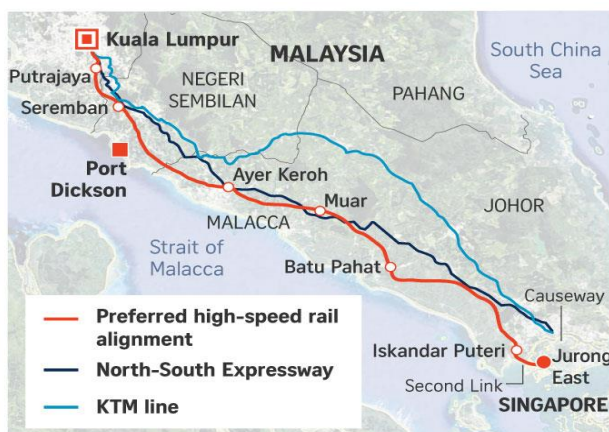 Kuala Lumpur
MALAYSIA
South China
Sea
Putrajaya
NEGERI
SEMBILAN
PAHANG
Seremban
Port
Dickson
Ayer Keroh
Muar
JOHOR
MALACCA
Strait of
Malacca
Batu Pahat
Causeway
Iskandar Puteri
Jurong
East
Second Link
SINGAPORE
Preferred high-speed rail
alignment
North-South Expressway
KTM line